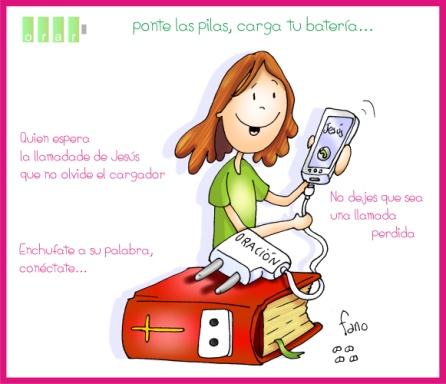 orar
ponte las pilas, carga tu batería...
Quien espera
la llamadade de Jesús
que no olvide el cargador
Jesús
No dejes que sea
una llamada
perdida
ORACIÓN
Enchufate a su palabra,
conéctate...
fano